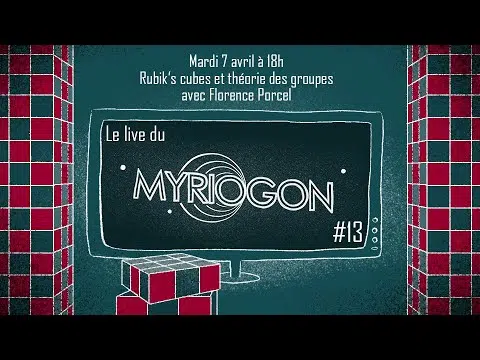 Mardi 7 avril à 18h
Rubik's cubes et théorie des groupes
avec Florence Porcel
Le live du
MYRIOGON
#13